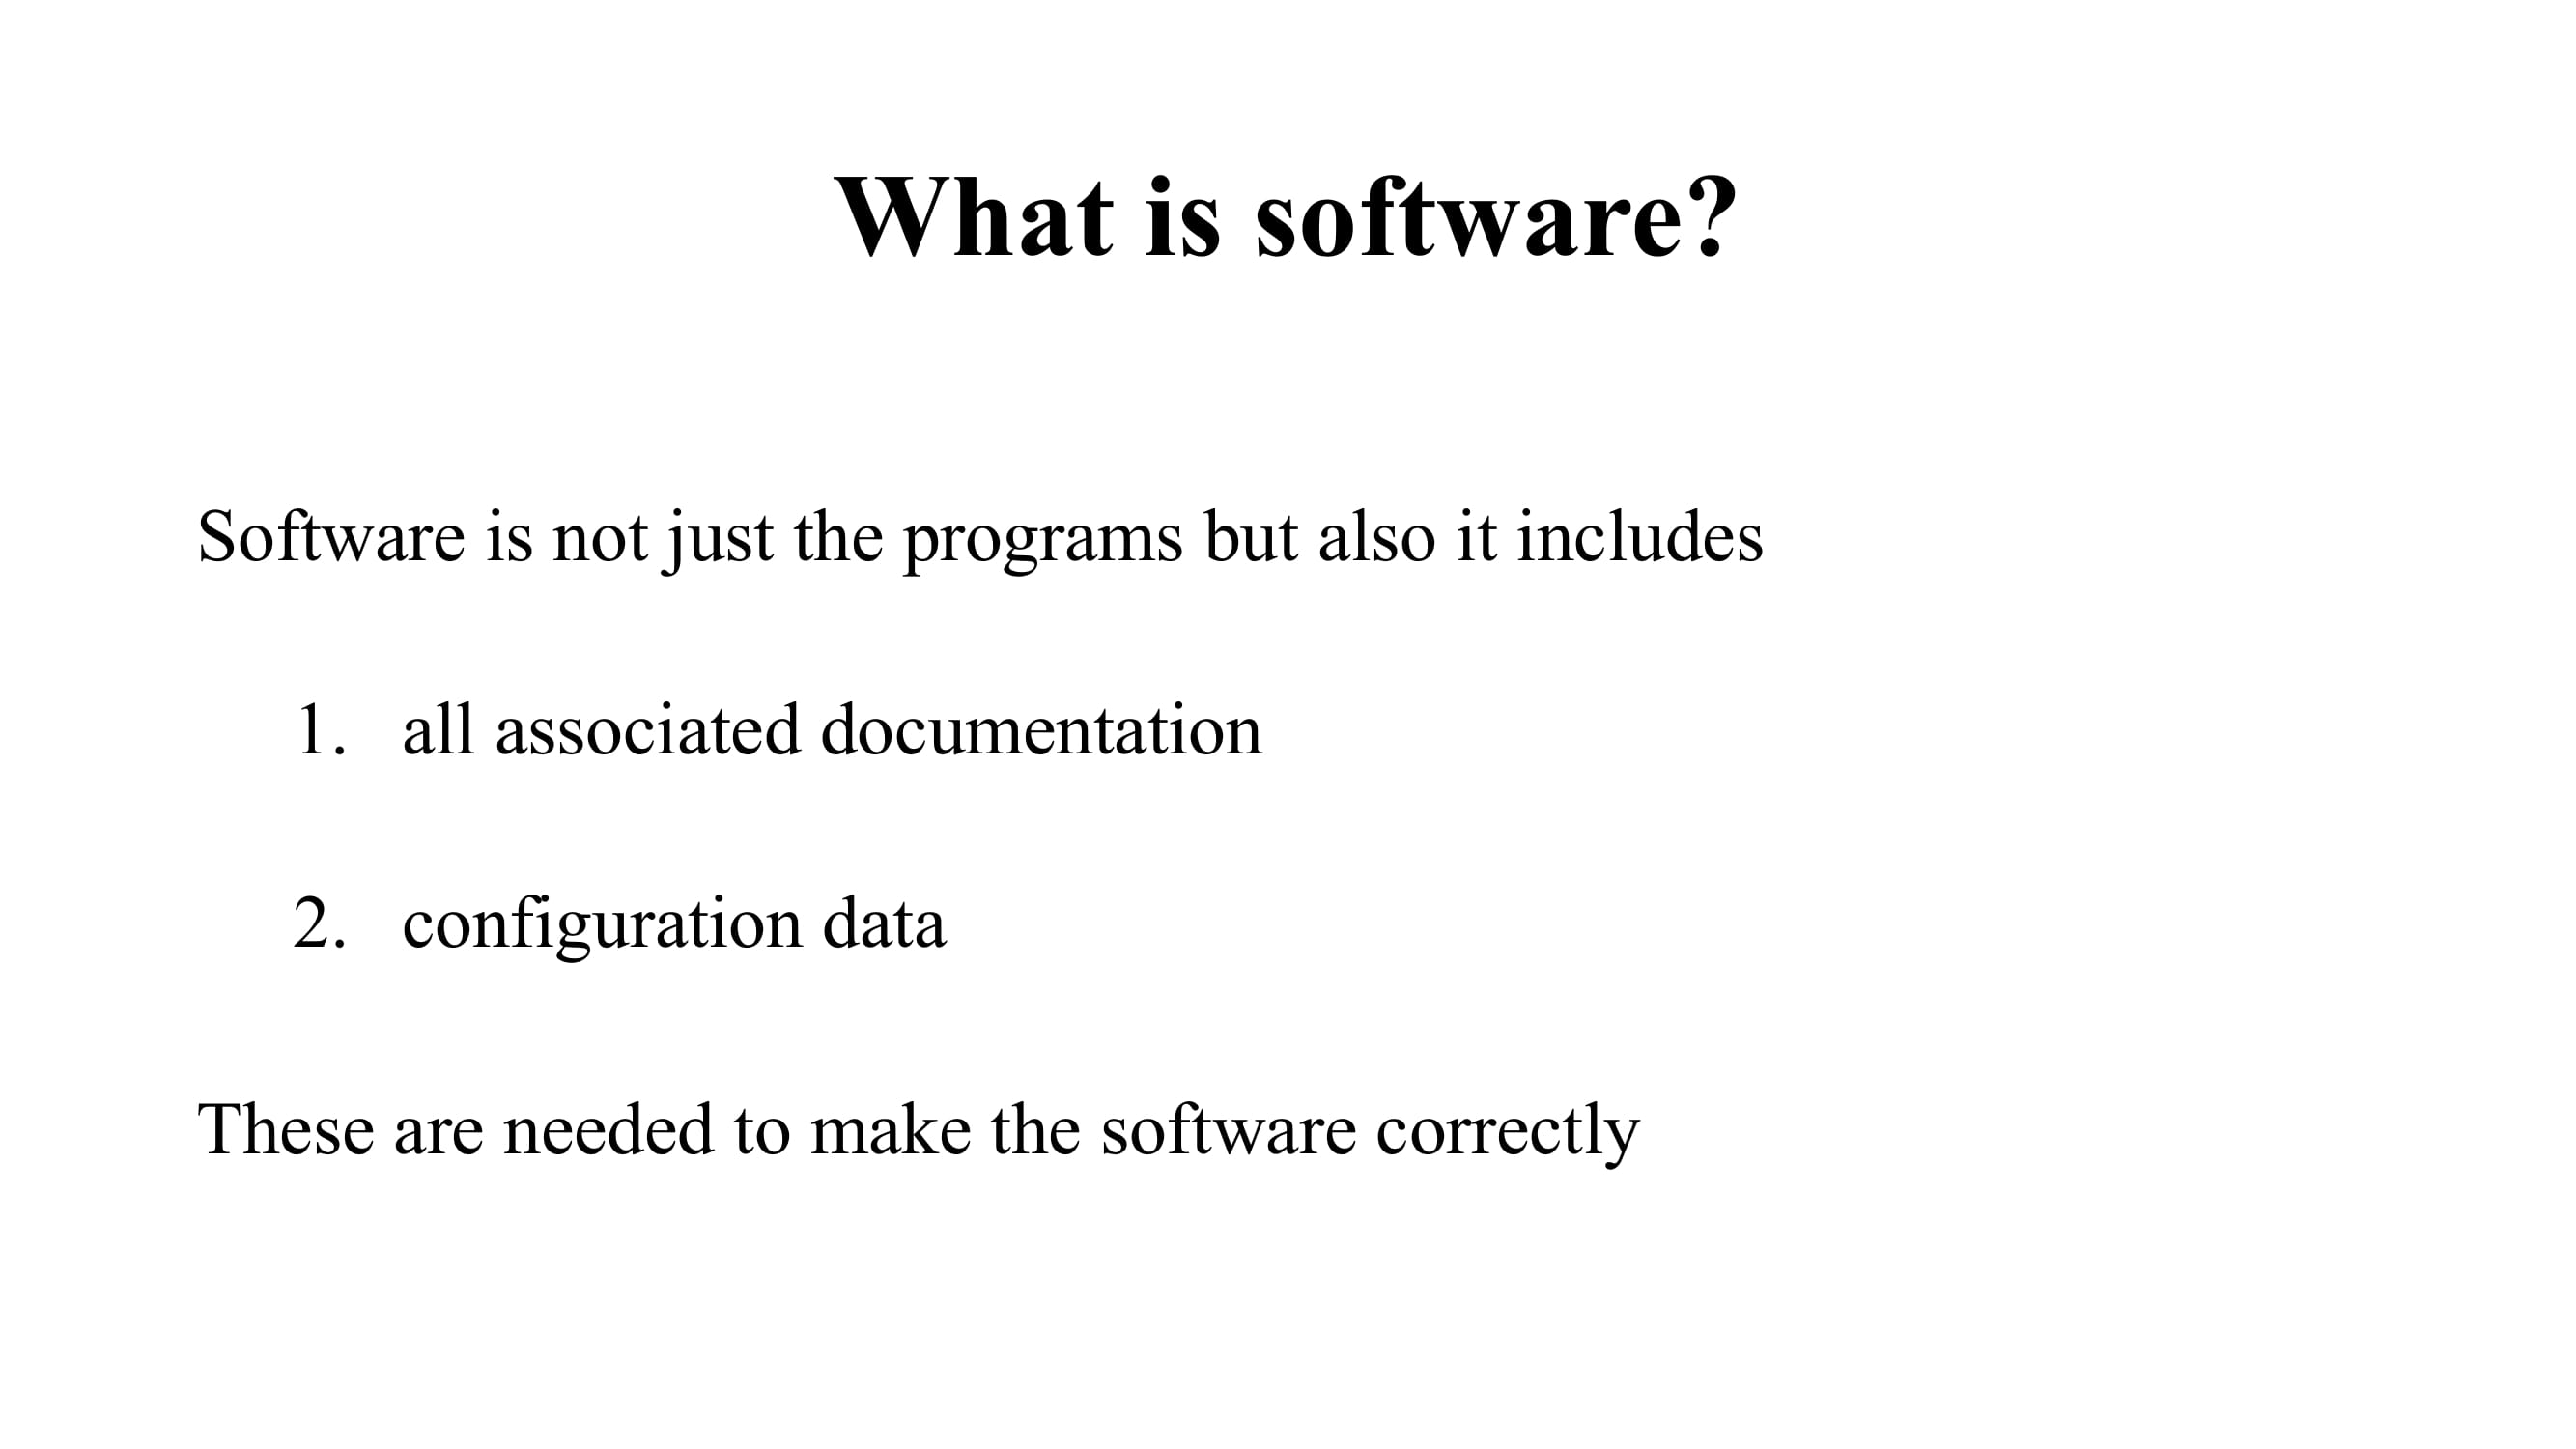 What is software?
Software is not just the programs but also it includes
1. all associated documentation
2. configuration data
These are needed to make the software correctly